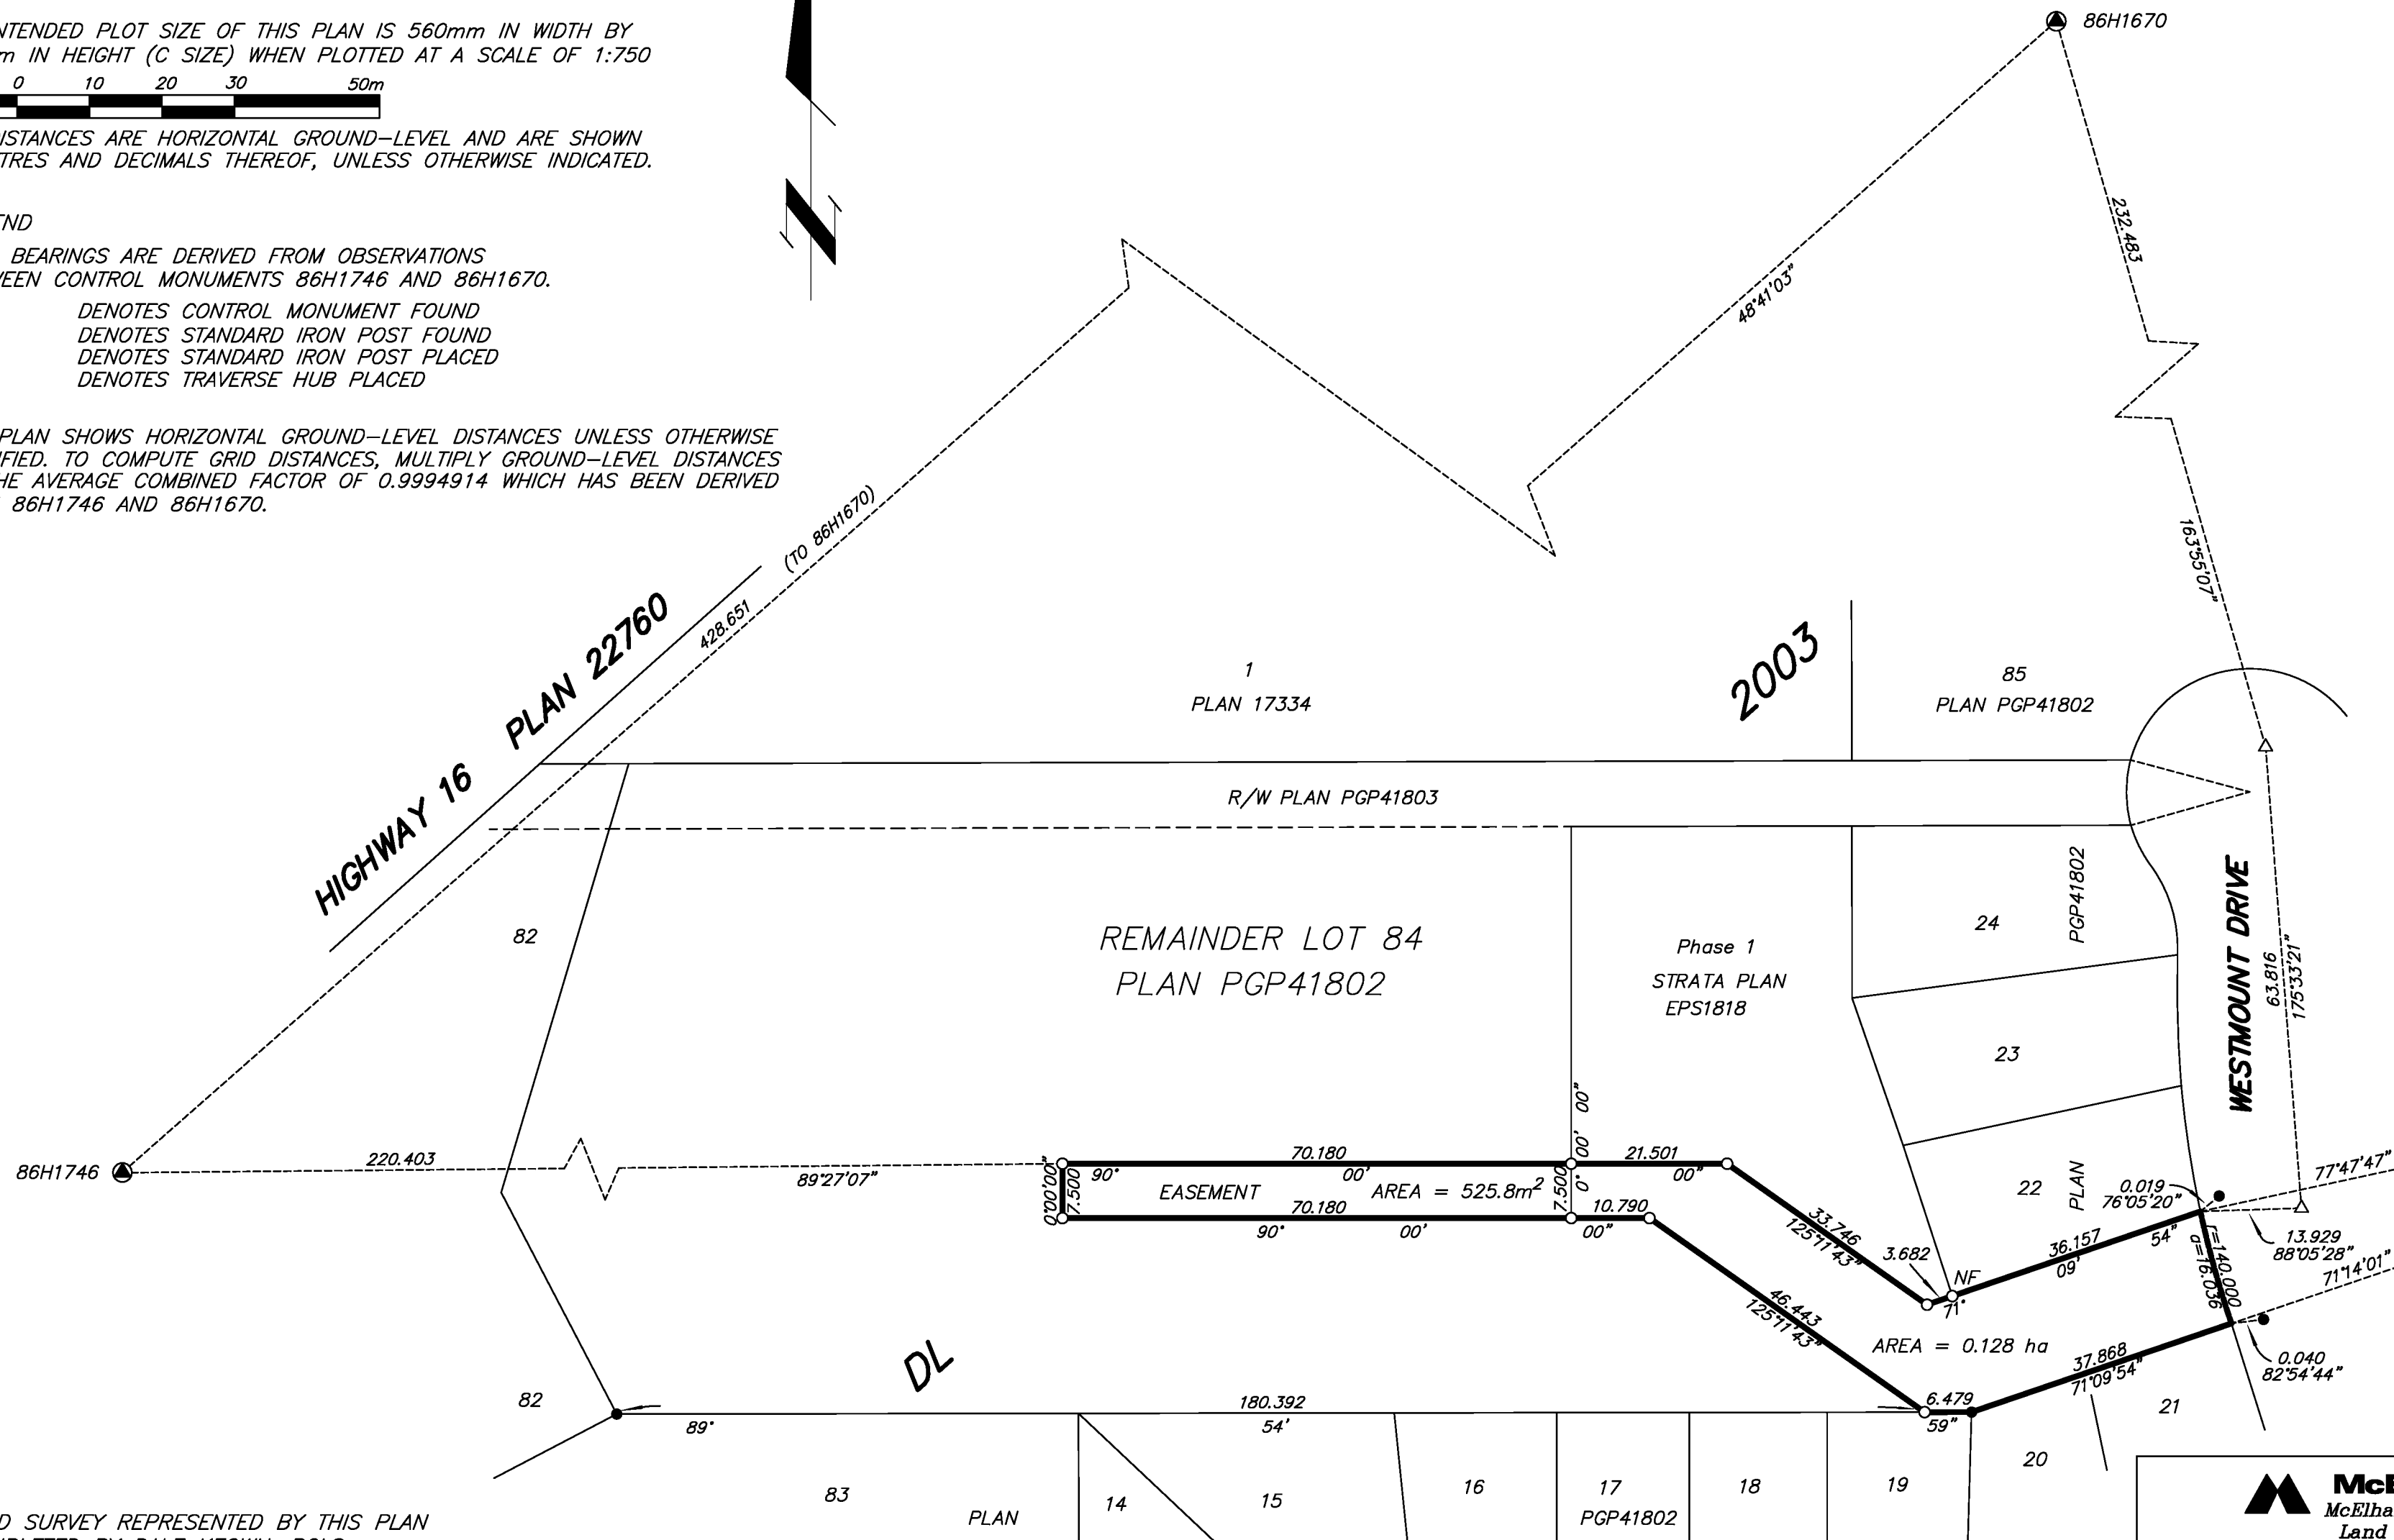 NTENDED PLOT SIZE OF THIS PLAN IS 560mm IN WIDTH BY
m IN HEIGHT (C SIZE) WHEN PLOTTED AT A SCALE OF 1:750
0 10 20 30 50m
DISTANCES ARE HORIZONTAL GROUND-LEVEL AND ARE SHOWN
TRES AND DECIMALS THEREOF, UNLESS OTHERWISE INDICATED.
END
BEARINGS ARE DERIVED FROM OBSERVATIONS
WEEN CONTROL MONUMENTS 86H1746 AND 86H1670.
DENOTES CONTROL MONUMENT FOUND
DENOTES STANDARD IRON POST FOUND
DENOTES STANDARD IRON POST PLACED
DENOTES TRAVERSE HUB PLACED
PLAN SHOWS HORIZONTAL GROUND-LEVEL DISTANCES UNLESS OTHERWISE
IFIED. TO COMPUTE GRID DISTANCES, MULTIPLY GROUND-LEVEL DISTANCES
HE AVERAGE COMBINED FACTOR OF 0.9994914 WHICH HAS BEEN DERIVED
86H1746 AND 86H1670.
N
86H1670
232.483
48°41'03"
163°55'07"
(TO 86H1670)
428.651
HIGHWAY 16 PLAN 22760
1
PLAN 17334
2003
85
PLAN PGP41802
R/W PLAN PGP41803
82
REMAINDER LOT 84
PLAN PGP41802
Phase 1
STRATA PLAN
EPS1818
24
PGP41802
23
WESTMOUNT DRIVE
63.816
175°33'21"
86H1746
220.403
89°27'07"
0°00'00"
7.500
90° 00' 00"
70.180
21.501
EASEMENT
AREA = 525.8m2
7.500
0° 00' 00"
70.180
10.790
90° 00' 00"
22
PLAN
0.019
76°05'20"
77°47'47"
33.746
125°11'43"
3.682
NF
36.157
71° 09' 54"
13.929
88°05'28"
r=140.000
a=16.036
71°14'01"
46.443
125°11'43"
AREA = 0.128 ha
37.868
71°09'54"
0.040
82°54'44"
DL
82
180.392
6.479
89° 54' 59"
21
20
83
PLAN
14
15
16
17
PGP41802
18
19
D SURVEY REPRESENTED BY THIS PLAN
McE
McElha
Land